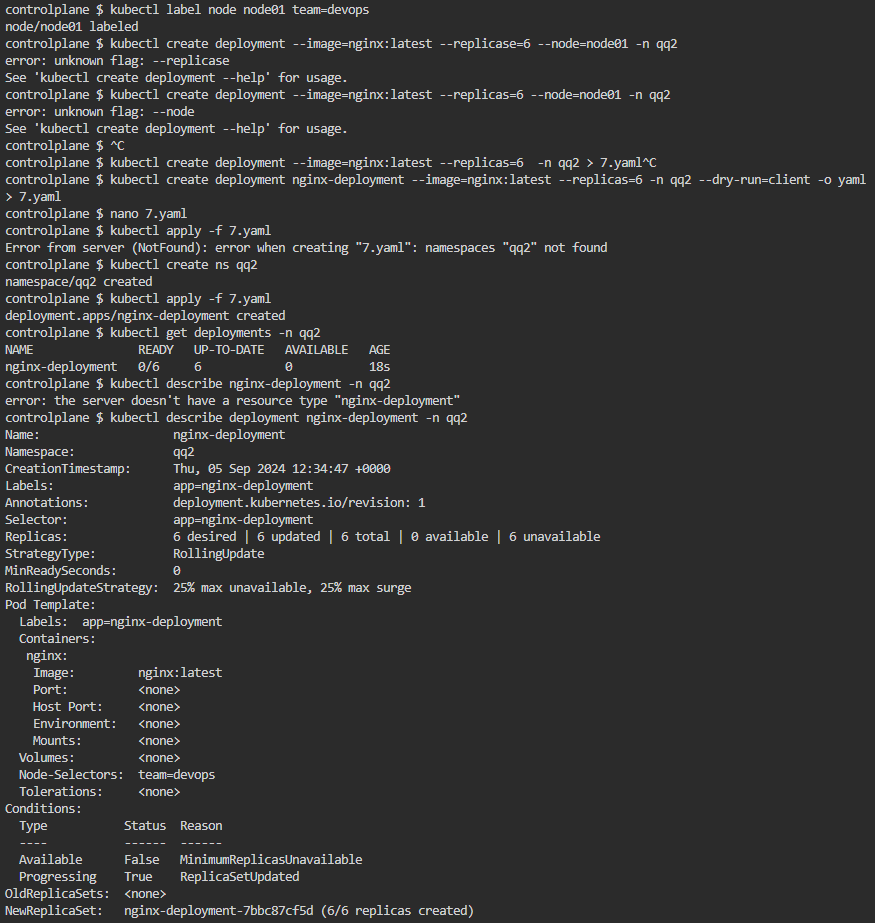 controlplane $ kubectl label node node01 team=devops
node/node01 labeled
controlplane $ kubectl create deployment --image=nginx:latest --replicase=6 --node=node01 -n qq2
error: unknown flag: --replicase
See 'kubectl create deployment --help' for usage.
controlplane $ kubectl create deployment --image=nginx:latest --replicas=6 --node=node01 -n qq2
error: unknown flag: --node
See 'kubectl create deployment --help' for usage.
controlplane $ ^C
controlplane $ kubectl create deployment --image=nginx:latest --replicas=6  -n qq2 > 7.yaml^C
controlplane $ kubectl create deployment nginx-deployment --image=nginx:latest --replicas=6 -n qq2 --dry-run=client -o yaml
> 7.yaml
controlplane $ nano 7.yaml
controlplane $ kubectl apply -f 7.yaml
Error from server (NotFound): error when creating "7.yaml": namespaces "qq2" not found
controlplane $ kubectl create ns qq2
namespace/qq2 created
controlplane $ kubectl apply -f 7.yaml
deployment.apps/nginx-deployment created
controlplane $ kubectl get deployments -n qq2
NAME               READY   UP-TO-DATE   AVAILABLE   AGE
nginx-deployment   0/6     6            0           18s
controlplane $ kubectl describe nginx-deployment -n qq2
error: the server doesn't have a resource type "nginx-deployment"
controlplane $ kubectl describe deployment nginx-deployment -n qq2
Name:                   nginx-deployment
Namespace:              qq2
CreationTimestamp:      Thu, 05 Sep 2024 12:34:47 +0000
Labels:                 app=nginx-deployment
Annotations:            deployment.kubernetes.io/revision: 1
Selector:               app=nginx-deployment
Replicas:               6 desired | 6 updated | 6 total | 0 available | 6 unavailable
StrategyType:           RollingUpdate
MinReadySeconds:        0
RollingUpdateStrategy:  25% max unavailable, 25% max surge
Pod Template:
  Labels:  app=nginx-deployment
  Containers:
   nginx:
    Image:         nginx:latest
    Port:          <none>
    Host Port:     <none>
    Environment:   <none>
    Mounts:        <none>
  Volumes:         <none>
  Node-Selectors:  team=devops
  Tolerations:     <none>
Conditions:
  Type           Status  Reason
  ----           ------  ------
  Available      False   MinimumReplicasUnavailable
  Progressing    True    ReplicaSetUpdated
OldReplicaSets:  <none>
NewReplicaSet:   nginx-deployment-7bbc87cf5d (6/6 replicas created)